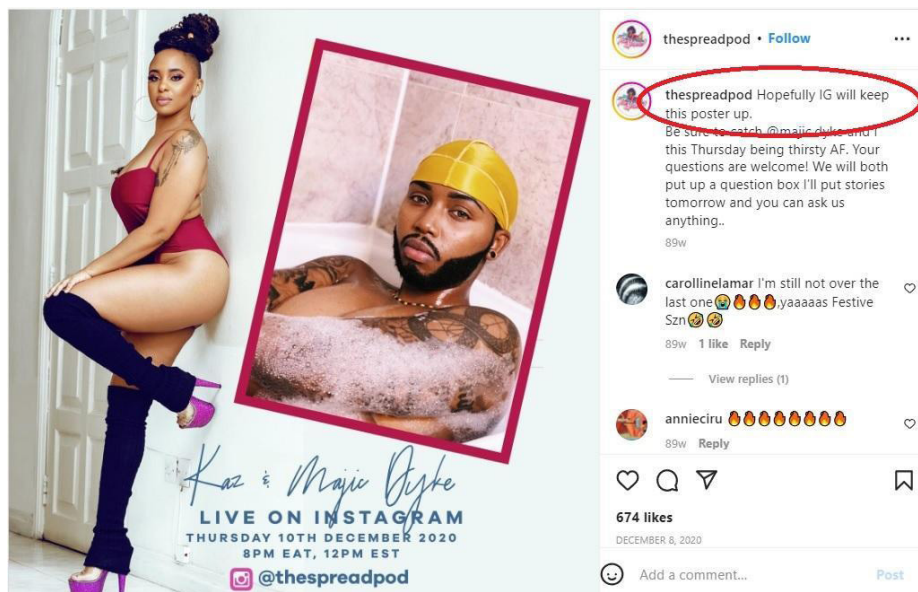 Kaz & Majic Dyke
LIVE ON INSTAGRAM
THURSDAY 10TH DECEMBER 2020
8PM EAT, 12PM EST
@thespreadpod
thespreadpod • Follow
thespreadpod Hopefully IG will keep
this poster up.
Be sure to catch @majic.dyke and I
this Thursday being thirsty AF. Your
questions are welcome! We will both
put up a question box I'll put stories
tomorrow and you can ask us
anything..
89w
carollinelamar I'm still not over the
last one😭🔥🔥🔥,yaaaaas Festive
Szn🤣🤣
89w 1 like Reply
View replies (1)
annieciru 🔥🔥🔥🔥🔥🔥🔥🔥
89w Reply
674 likes
DECEMBER 8, 2020
Add a comment...
Post